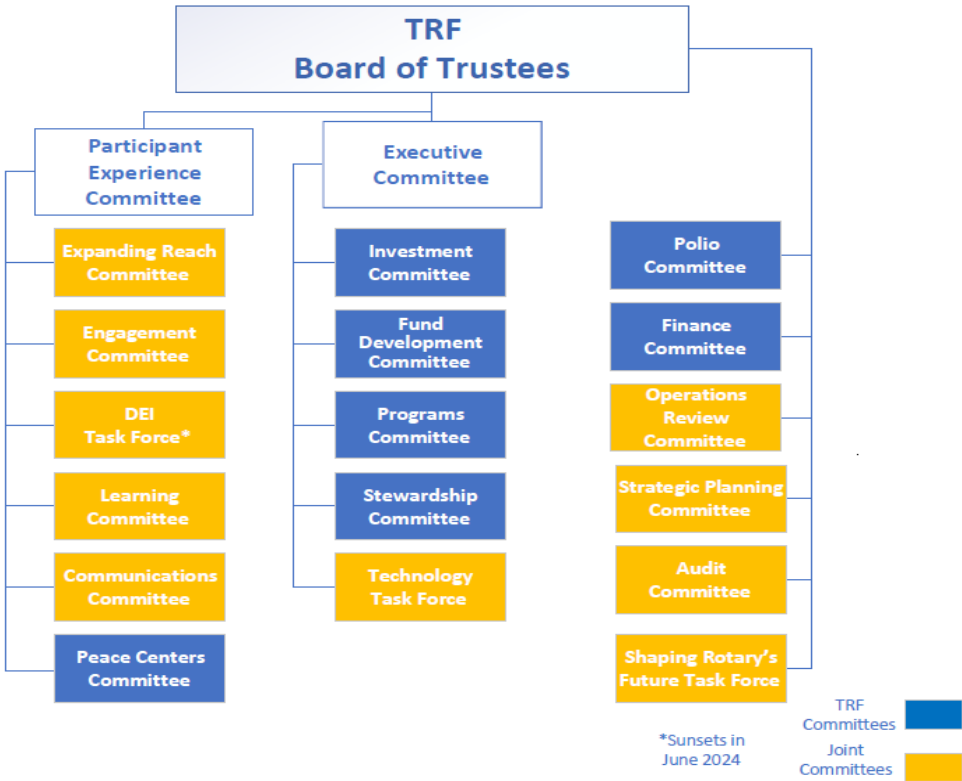 TRF
Board of Trustees
Participant
Experience
Committee
Executive
Committee
Expanding Reach
Committee
Engagement
Committee
DEI
Task Force*
Learning
Committee
Communications
Committee
Peace Centers
Committee
Investment
Committee
Fund
Development
Committee
Programs
Committee
Stewardship
Committee
Technology
Task Force
Polio
Committee
Finance
Committee
Operations
Review
Committee
Strategic Planning
Committee
Audit
Committee
Shaping Rotary's
Future Task Force
*Sunsets in
June 2024
TRF
Committees
Joint
Committees